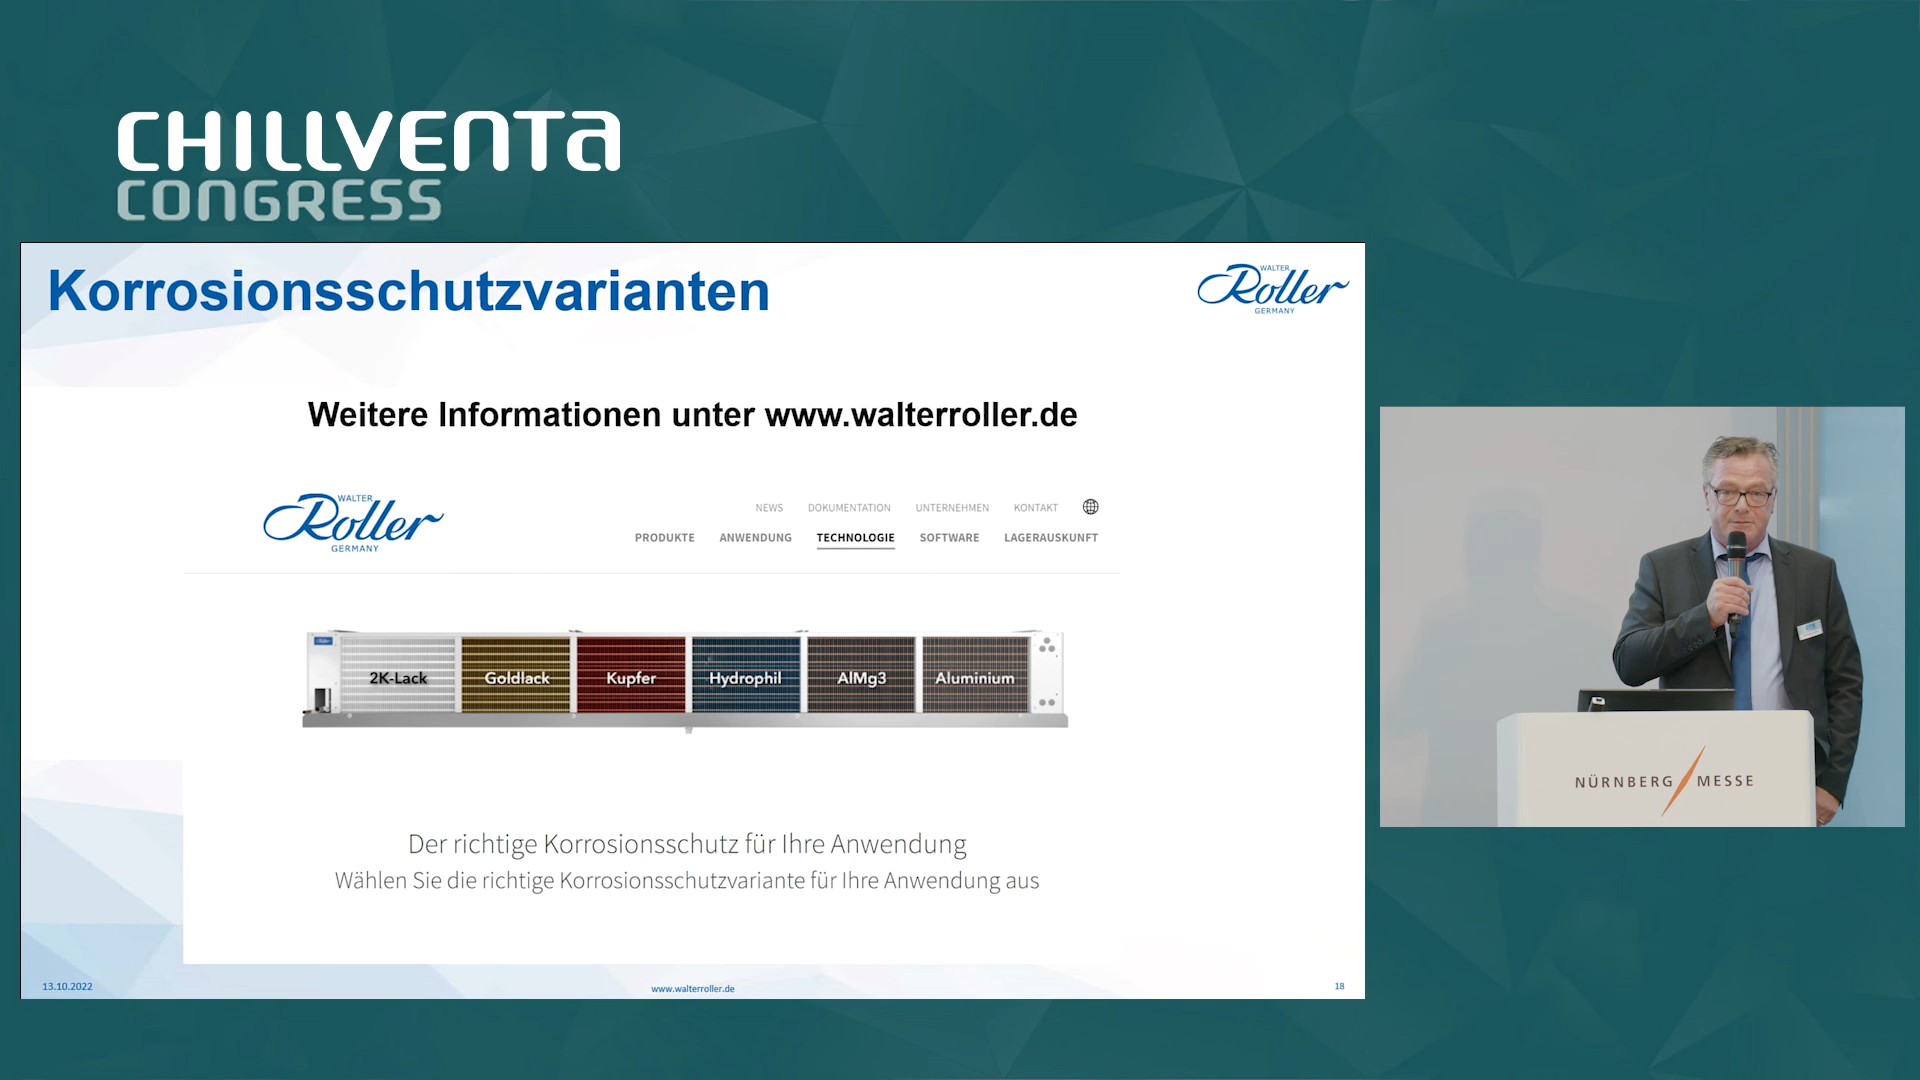 CHILLVENTA
CONGRESS
Korrosionsschutzvarianten
WALTER
Roller
GERMANY
Weitere Informationen unter www.walterroller.de
WALTER
Roller
GERMANY
NEWS DOKUMENTATION UNTERNEHMEN KONTAKT
PRODUKTE ANWENDUNG TECHNOLOGIE SOFTWARE LAGERAUSKUNFT
2K-Lack Goldlack Kupfer Hydrophil AlMg3 Aluminium
Der richtige Korrosionsschutz für Ihre Anwendung
Wählen Sie die richtige Korrosionsschutzvariante für Ihre Anwendung aus
13.10.2022 www.walterroller.de 18
NÜRNBERG MESSE